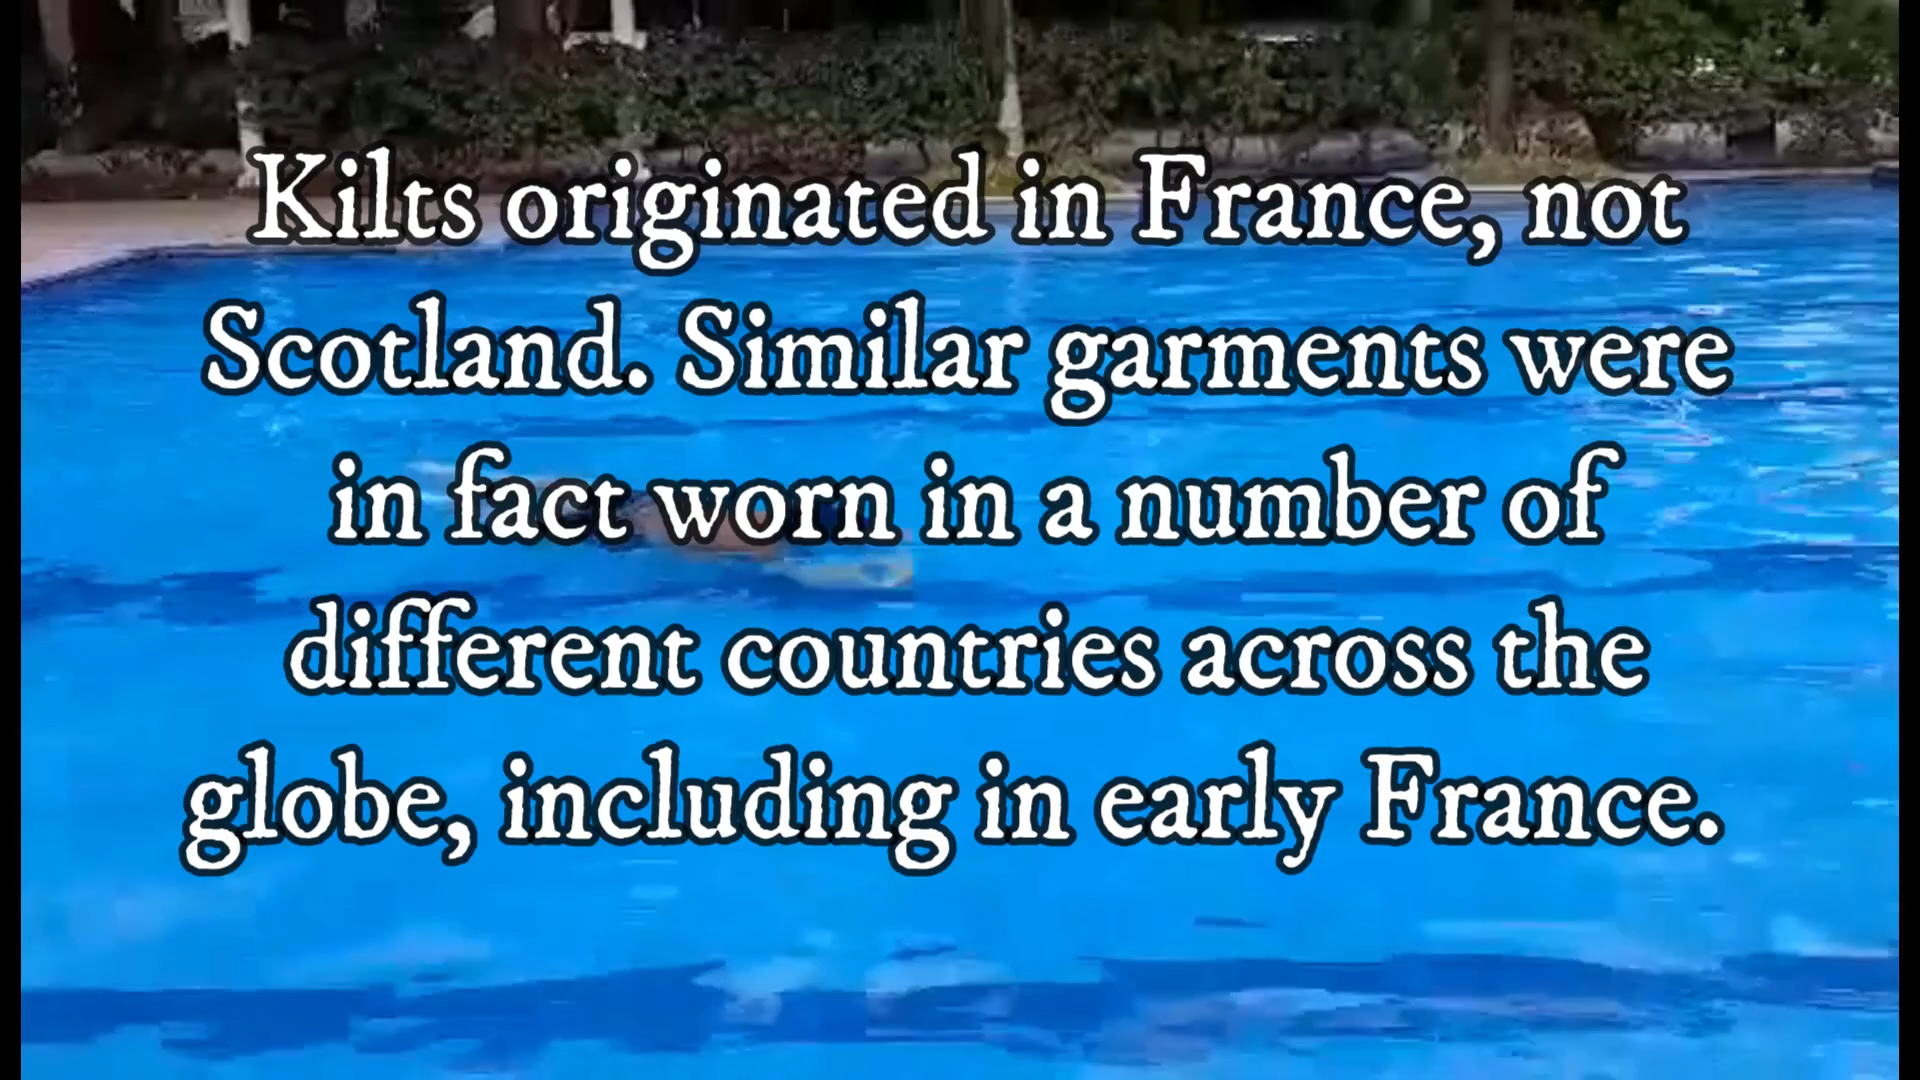 Kilts originated in France, not
Scotland. Similar garments were
in fact worn in a number of
different countries across the
globe, including in early France.